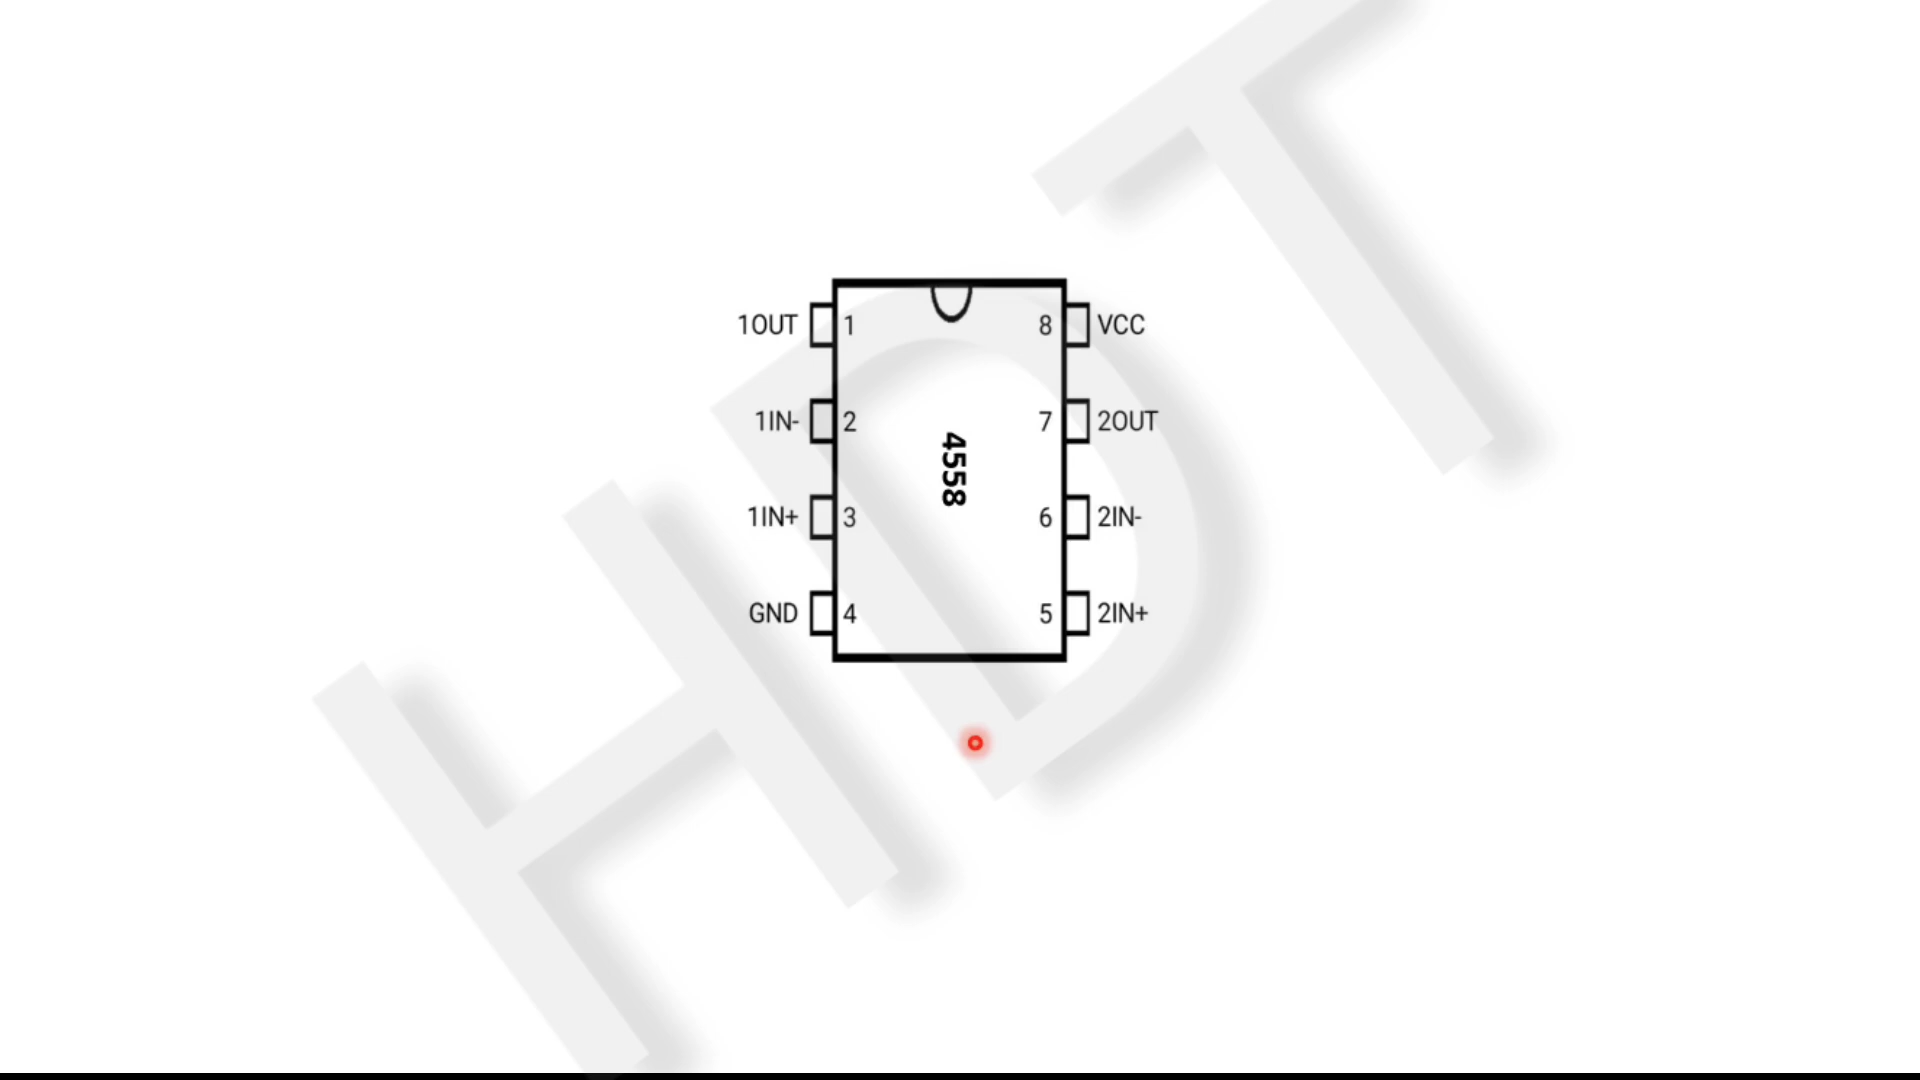 HDT
1OUT 1 8 VCC
1IN- 2 7 2OUT
4558
1IN+ 3 6 2IN-
GND 4 5 2IN+